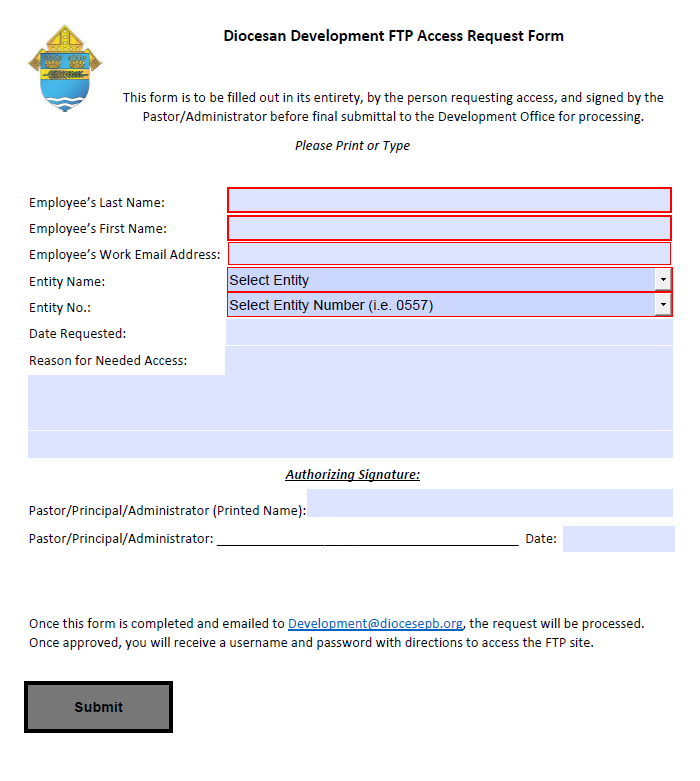 Diocesan Development FTP Access Request Form
This form is to be filled out in its entirety, by the person requesting access, and signed by the
Pastor/Administrator before final submittal to the Development Office for processing.
Please Print or Type
Employee's Last Name:
Employee's First Name:
Employee's Work Email Address:
Entity Name: Select Entity
Entity No.: Select Entity Number (i.e. 0557)
Date Requested:
Reason for Needed Access:
Authorizing Signature:
Pastor/Principal/Administrator (Printed Name):
Pastor/Principal/Administrator: ________________________________________ Date:
Once this form is completed and emailed to Development@diocesepb.org, the request will be processed.
Once approved, you will receive a username and password with directions to access the FTP site.
Submit